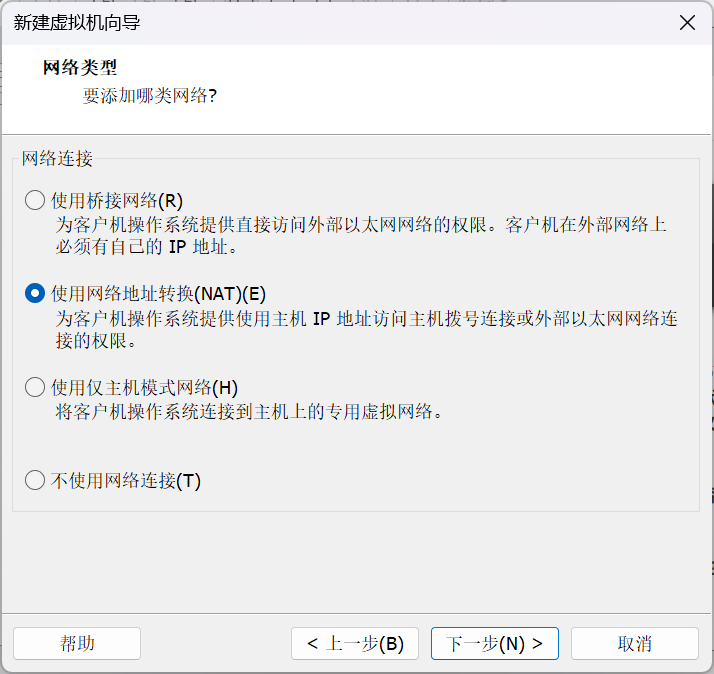 新建虚拟机向导
网络类型
要添加哪类网络?
网络连接
使用桥接网络(R)
为客户机操作系统提供直接访问外部以太网网络的权限。客户机在外部网络上
必须有自己的 IP 地址。
使用网络地址转换(NAT)(E)
为客户机操作系统提供使用主机 IP 地址访问主机拨号连接或外部以太网网络连
接的权限。
使用仅主机模式网络(H)
将客户机操作系统连接到主机上的专用虚拟网络。
不使用网络连接(T)
帮助
< 上一步(B)
下一步(N) >
取消